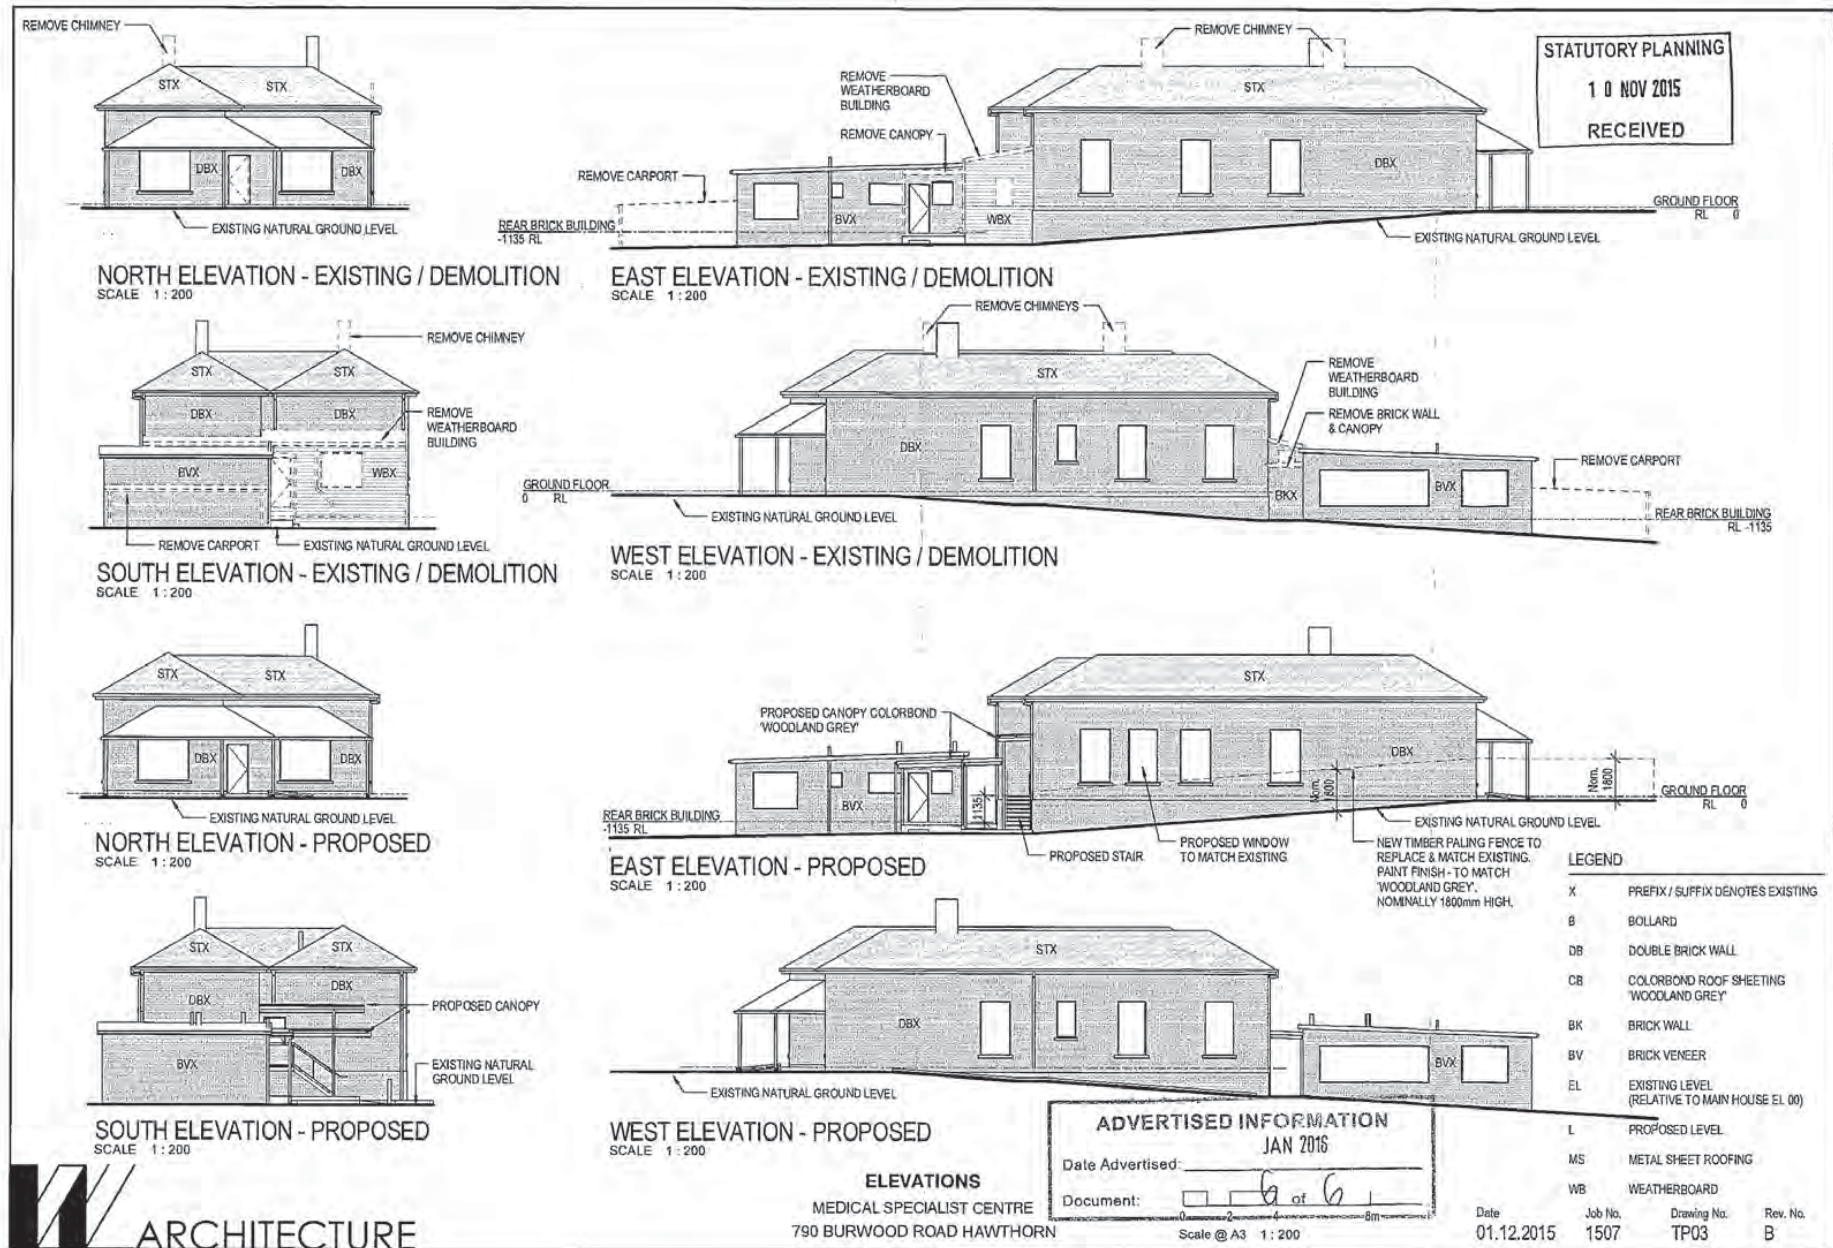 REMOVE CHIMNEY
STX
STX
DBX
DBX
EXISTING NATURAL GROUND LEVEL
NORTH ELEVATION - EXISTING / DEMOLITION
SCALE 1 : 200
REMOVE CHIMNEY
REMOVE
WEATHERBOARD
BUILDING
REMOVE CANOPY
REMOVE CARPORT
STX
DBX
BVX
WBX
REAR BRICK BUILDING
-1135 RL
GROUND FLOOR
RL 0
EXISTING NATURAL GROUND LEVEL
EAST ELEVATION - EXISTING / DEMOLITION
SCALE 1 : 200
STATUTORY PLANNING
10 NOV 2015
RECEIVED
REMOVE CHIMNEY
STX
STX
DBX
DBX
REMOVE
WEATHERBOARD
BUILDING
BVX
WBX
REMOVE CARPORT
EXISTING NATURAL GROUND LEVEL
SOUTH ELEVATION - EXISTING / DEMOLITION
SCALE 1 : 200
REMOVE CHIMNEYS
STX
REMOVE
WEATHERBOARD
BUILDING
REMOVE BRICK WALL
& CANOPY
DBX
REMOVE CARPORT
BKX
BVX
GROUND FLOOR
0 RL
REAR BRICK BUILDING
RL -1135
EXISTING NATURAL GROUND LEVEL
WEST ELEVATION - EXISTING / DEMOLITION
SCALE 1 : 200
STX
STX
DBX
DBX
EXISTING NATURAL GROUND LEVEL
NORTH ELEVATION - PROPOSED
SCALE 1 : 200
STX
PROPOSED CANOPY COLORBOND
'WOODLAND GREY'
DBX
BVX
1135
Nom.
1800
Nom.
1800
REAR BRICK BUILDING
-1135 RL
GROUND FLOOR
RL 0
EXISTING NATURAL GROUND LEVEL
PROPOSED STAIR
PROPOSED WINDOW
TO MATCH EXISTING
NEW TIMBER PALING FENCE TO
REPLACE & MATCH EXISTING.
PAINT FINISH - TO MATCH
'WOODLAND GREY'.
NOMINALLY 1800mm HIGH.
EAST ELEVATION - PROPOSED
SCALE 1 : 200
STX
STX
DBX
DBX
PROPOSED CANOPY
BVX
EXISTING NATURAL
GROUND LEVEL
SOUTH ELEVATION - PROPOSED
SCALE 1 : 200
STX
DBX
BVX
EXISTING NATURAL GROUND LEVEL
WEST ELEVATION - PROPOSED
SCALE 1 : 200
LEGEND
X PREFIX / SUFFIX DENOTES EXISTING
B BOLLARD
DB DOUBLE BRICK WALL
CB COLORBOND ROOF SHEETING
'WOODLAND GREY'
BK BRICK WALL
BV BRICK VENEER
EL EXISTING LEVEL
(RELATIVE TO MAIN HOUSE EL 00)
L PROPOSED LEVEL
MS METAL SHEET ROOFING
WB WEATHERBOARD
ADVERTISED INFORMATION
JAN 2016
Date Advertised:
Document: 6 of 6
0 2 4 8m
Scale @ A3 1 : 200
ARCHITECTURE
ELEVATIONS
MEDICAL SPECIALIST CENTRE
790 BURWOOD ROAD HAWTHORN
Date Job No. Drawing No. Rev. No.
01.12.2015 1507 TP03 B